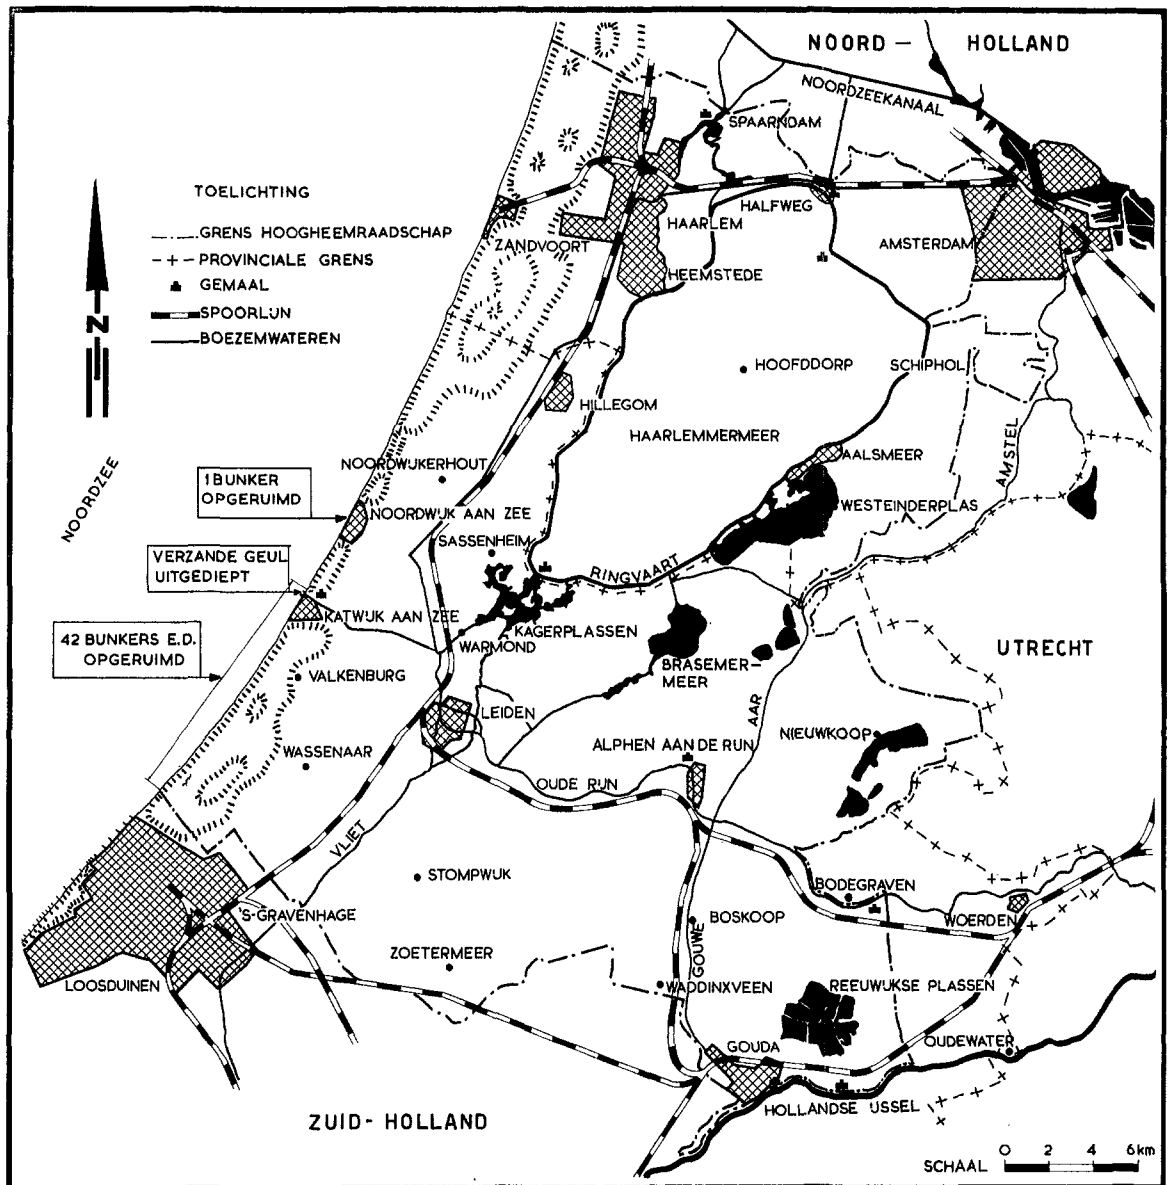 NOORD - HOLLAND
NOORDZEEKANAAL
SPAARNDAM
TOELICHTING
GRENS HOOGHEEMRAADSCHAP
PROVINCIALE GRENS
GEMAAL
SPOORLIJN
BOEZEMWATEREN
N
HALFWEG
HAARLEM
ZANDVOORT
AMSTERDAM
HEEMSTEDE
HOOFDDORP
SCHIPHOL
HILLEGOM
HAARLEMMERMEER
AMSTEL
AALSMEER
NOORDZEE
NOORDWIJKERHOUT
1 BUNKER
OPGERUIMD
NOORDWIJK AAN ZEE
WESTEINDERPLAS
SASSENHEIM
VERZANDE GEUL
UITGEDIEPT
RINGVAART
KATWIJK AAN ZEE
KAGERPLASSEN
WARMOND
42 BUNKERS E.D.
OPGERUIMD
UTRECHT
VALKENBURG
BRASEMER-
MEER
LEIDEN
AAR
NIEUWKOOP
WASSENAAR
ALPHEN AAN DE RIJN
OUDE RIJN
VLIET
STOMPWIJK
BODEGRAVEN
'S-GRAVENHAGE
BOSKOOP
WOERDEN
GOUWE
ZOETERMEER
LOOSDUINEN
WADDINXVEEN
REEUWIJKSE PLASSEN
GOUDA
OUDEWATER
HOLLANDSE IJSSEL
ZUID - HOLLAND
SCHAAL 0 2 4 6km